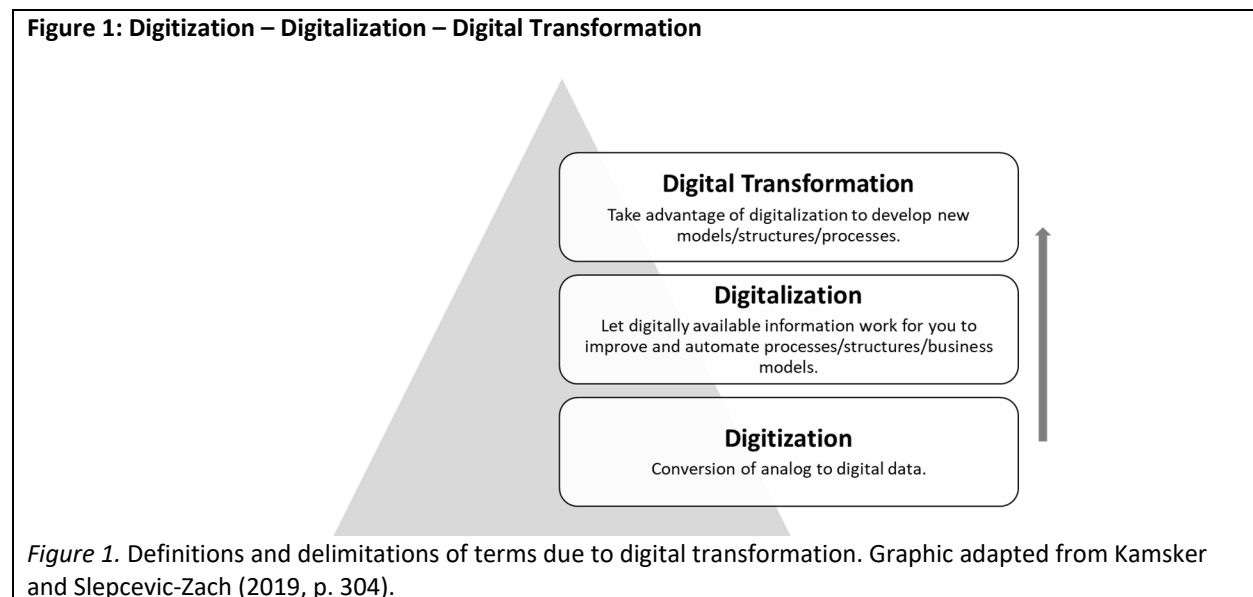 Figure 1: Digitization – Digitalization – Digital Transformation
Digital Transformation
Take advantage of digitalization to develop new
models/structures/processes.
Digitalization
Let digitally available information work for you to
improve and automate processes/structures/business
models.
Digitization
Conversion of analog to digital data.
Figure 1. Definitions and delimitations of terms due to digital transformation. Graphic adapted from Kamsker
and Slepcevic-Zach (2019, p. 304).